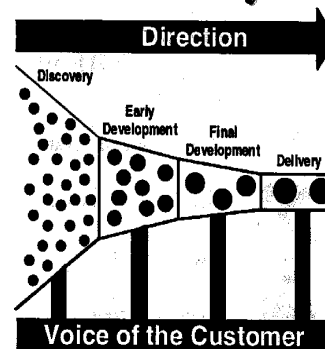 Direction
Discovery
Early
Development
Final
Development
Delivery
Voice of the Customer